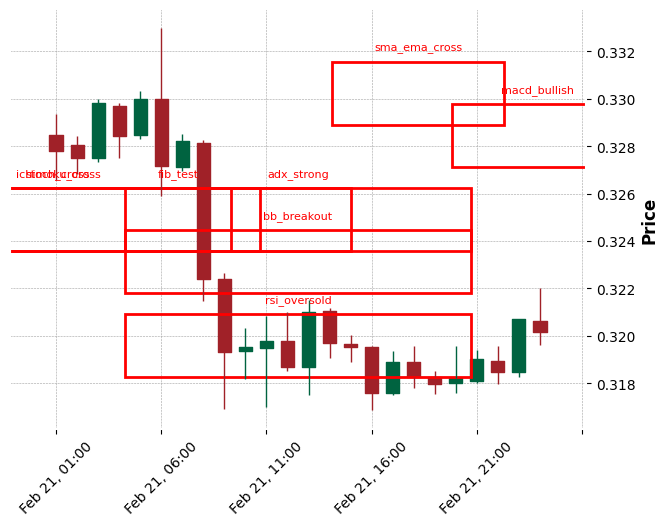 sma_ema_cross
0.332
macd_bullish
0.330
0.328
fib_test
adx_strong
0.326
bb_breakout
Price
0.324
0.322
rsi_oversold
0.320
0.318
Feb 21, 01:00
Feb 21, 06:00
Feb 21, 11:00
Feb 21, 16:00
Feb 21, 21:00